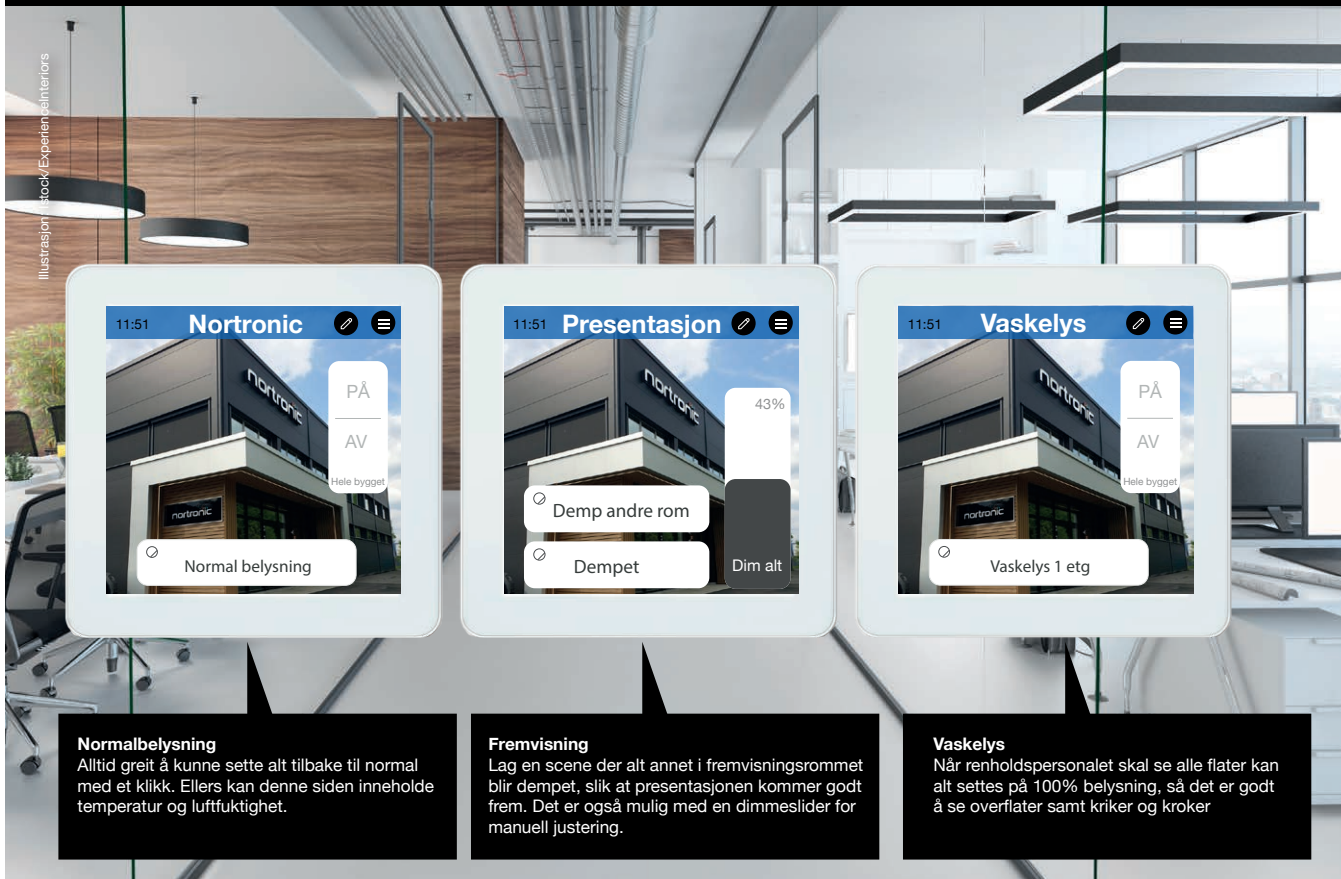 Illustrasjon: Istock/ExperienceInteriors
11:51 Nortronic
nortronic
PÅ
AV
Hele bygget
nortronic
Normal belysning
11:51 Presentasjon
nortronic
43%
Demp andre rom
Dempet
Dim alt
11:51 Vaskelys
nortronic
PÅ
AV
Hele bygget
nortronic
Vaskelys 1 etg
Normalbelysning
Alltid greit å kunne sette alt tilbake til normal
med et klikk. Ellers kan denne siden inneholde
temperatur og luftfuktighet.
Fremvisning
Lag en scene der alt annet i fremvisningsrommet
blir dempet, slik at presentasjonen kommer godt
frem. Det er også mulig med en dimmeslider for
manuell justering.
Vaskelys
Når renholdspersonalet skal se alle flater kan
alt settes på 100% belysning, så det er godt
å se overflater samt kriker og kroker